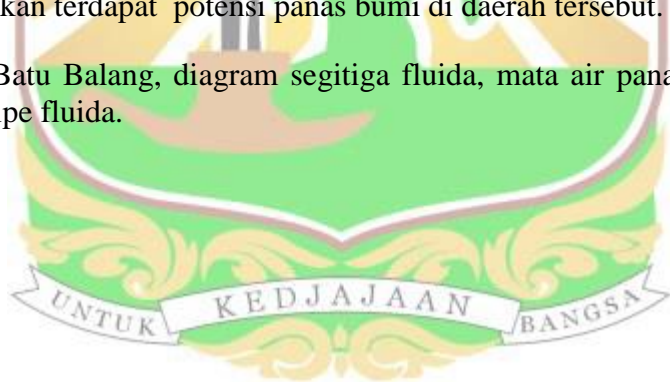 kan terdapat potensi panas bumi di daerah tersebut.
Batu Balang, diagram segitiga fluida, mata air pana
ipe fluida.
UNTUK KEDJAJAAN BANGSA